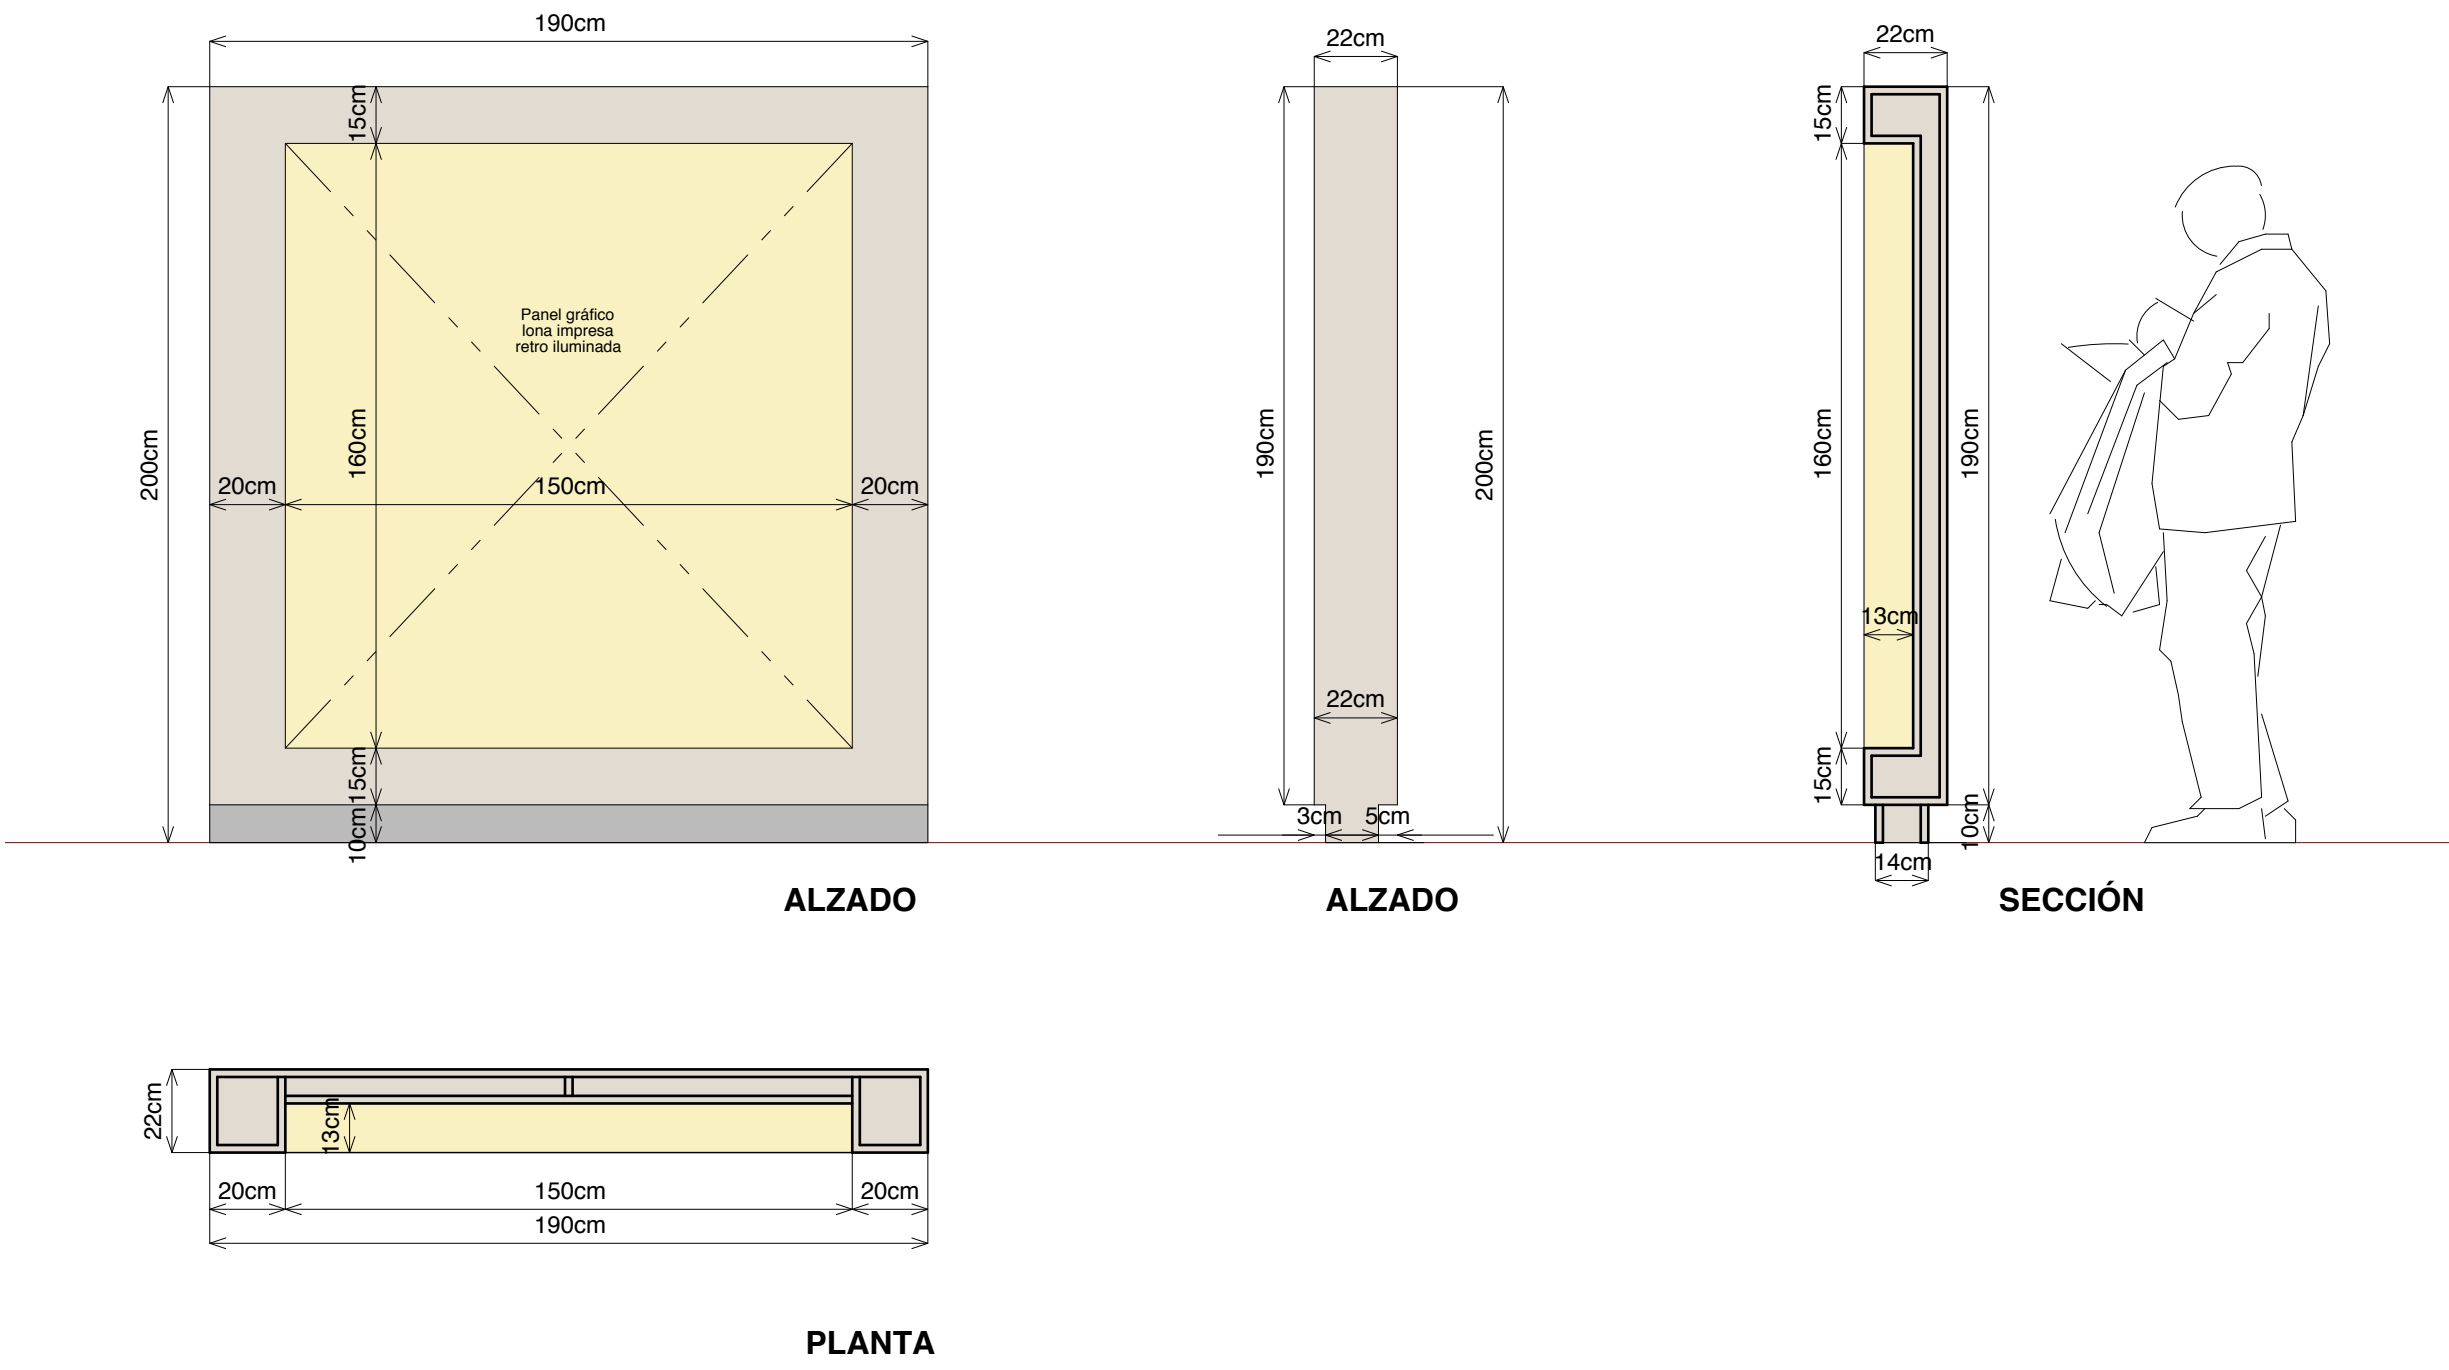 190cm
15cm
Panel gráfico
lona impresa
retro iluminada
200cm
160cm
20cm
150cm
20cm
15cm
10cm
ALZADO
22cm
190cm
200cm
22cm
3cm
5cm
ALZADO
22cm
15cm
160cm
190cm
13cm
15cm
10cm
14cm
SECCIÓN
22cm
13cm
20cm
150cm
20cm
190cm
PLANTA